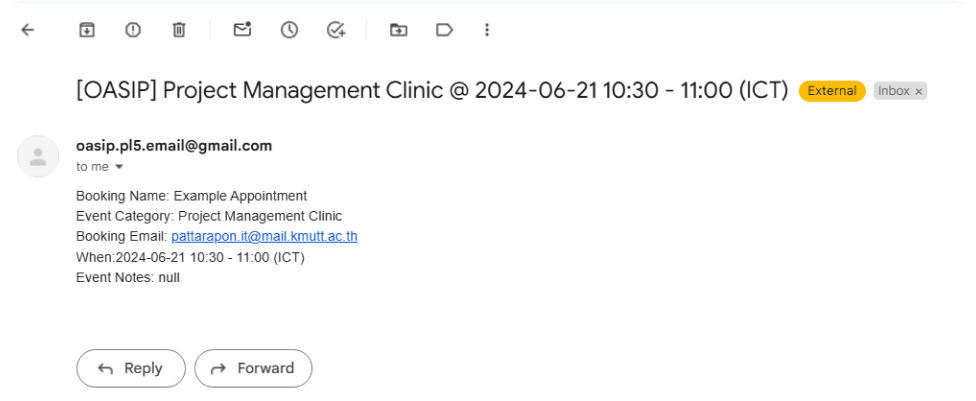 [OASIP] Project Management Clinic @ 2024-06-21 10:30 - 11:00 (ICT) External Inbox ×
oasip.pl5.email@gmail.com
to me
Booking Name: Example Appointment
Event Category: Project Management Clinic
Booking Email: pattarapon.it@mail.kmutt.ac.th
When:2024-06-21 10:30 - 11:00 (ICT)
Event Notes: null
Reply Forward